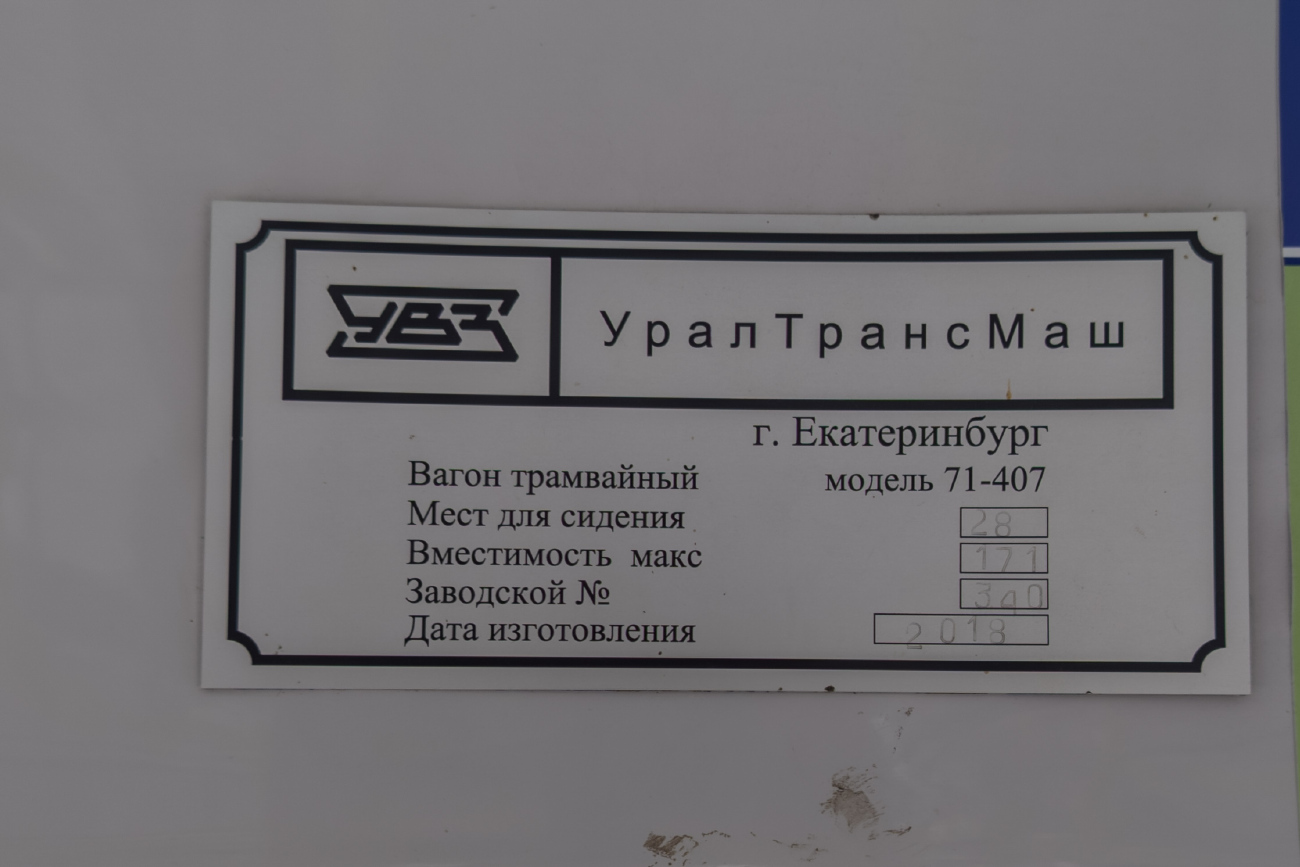 УВЗ
УралТрансМаш
г. Екатеринбург
Вагон трамвайный модель 71-407
Мест для сидения 28
Вместимость макс 171
Заводской № 340
Дата изготовления 2018